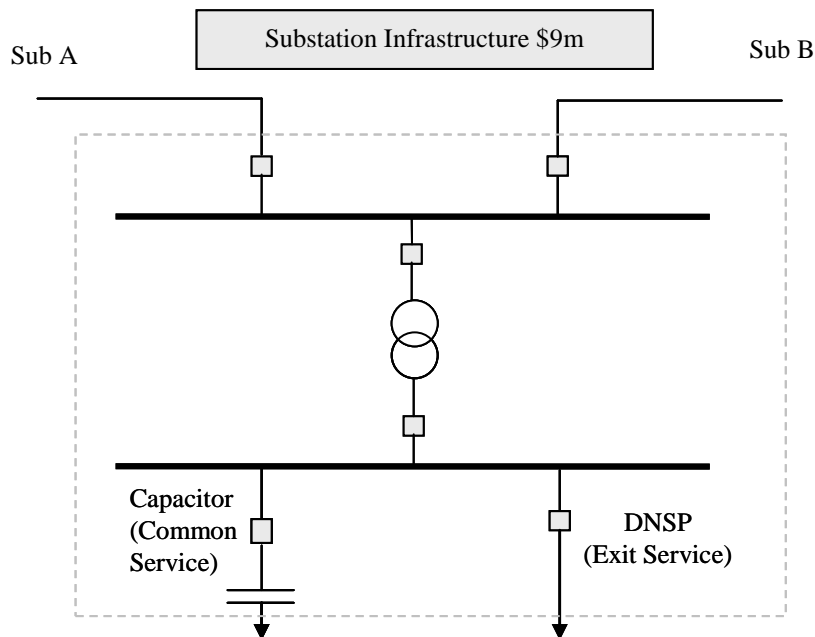 Substation Infrastructure $9m
Sub A
Sub B
Capacitor
(Common
Service)
DNSP
(Exit Service)